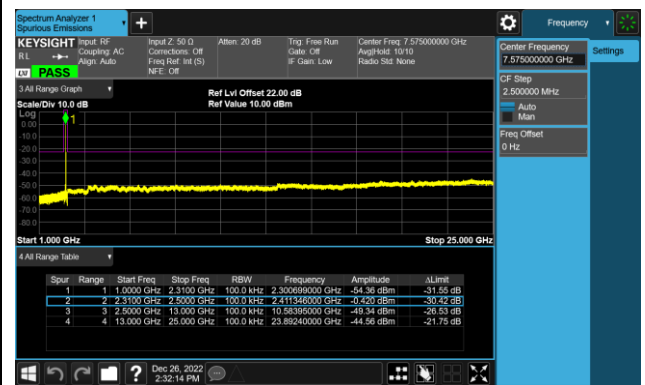 Spectrum Analyzer 1
Spurious Emissions
Frequency
KEYSIGHT Input: RF Input Z: 50 Ω Atten: 20 dB Trig: Free Run Center Freq: 7.575000000 GHz
RL Coupling: AC Corrections: Off Gate: Off Avg|Hold: 10/10
Align: Auto Freq Ref: Int (S) IF Gain: Low Radio Std: None
LXI PASS NFE: Off
Center Frequency
7.575000000 GHz
Settings
CF Step
2.500000 MHz
Auto
Man
Freq Offset
0 Hz
3 All Range Graph
Ref Lvl Offset 22.00 dB
Scale/Div 10.0 dB Ref Value 10.00 dBm
Log
1
0.00
-10.0
-20.0
-30.0
-40.0
-50.0
-60.0
-70.0
-80.0
Start 1.000 GHz Stop 25.000 GHz
4 All Range Table
Spur Range Start Freq Stop Freq RBW Frequency Amplitude ΔLimit
1 1 1.0000 GHz 2.3100 GHz 100.0 kHz 2.300699000 GHz -54.36 dBm -31.55 dB
2 2 2.3100 GHz 2.5000 GHz 100.0 kHz 2.411346000 GHz -0.420 dBm -30.42 dB
3 3 2.5000 GHz 13.000 GHz 100.0 kHz 10.58395000 GHz -49.34 dBm -26.53 dB
4 4 13.000 GHz 25.000 GHz 100.0 kHz 23.89240000 GHz -44.56 dBm -21.75 dB
Dec 26, 2022
2:32:14 PM